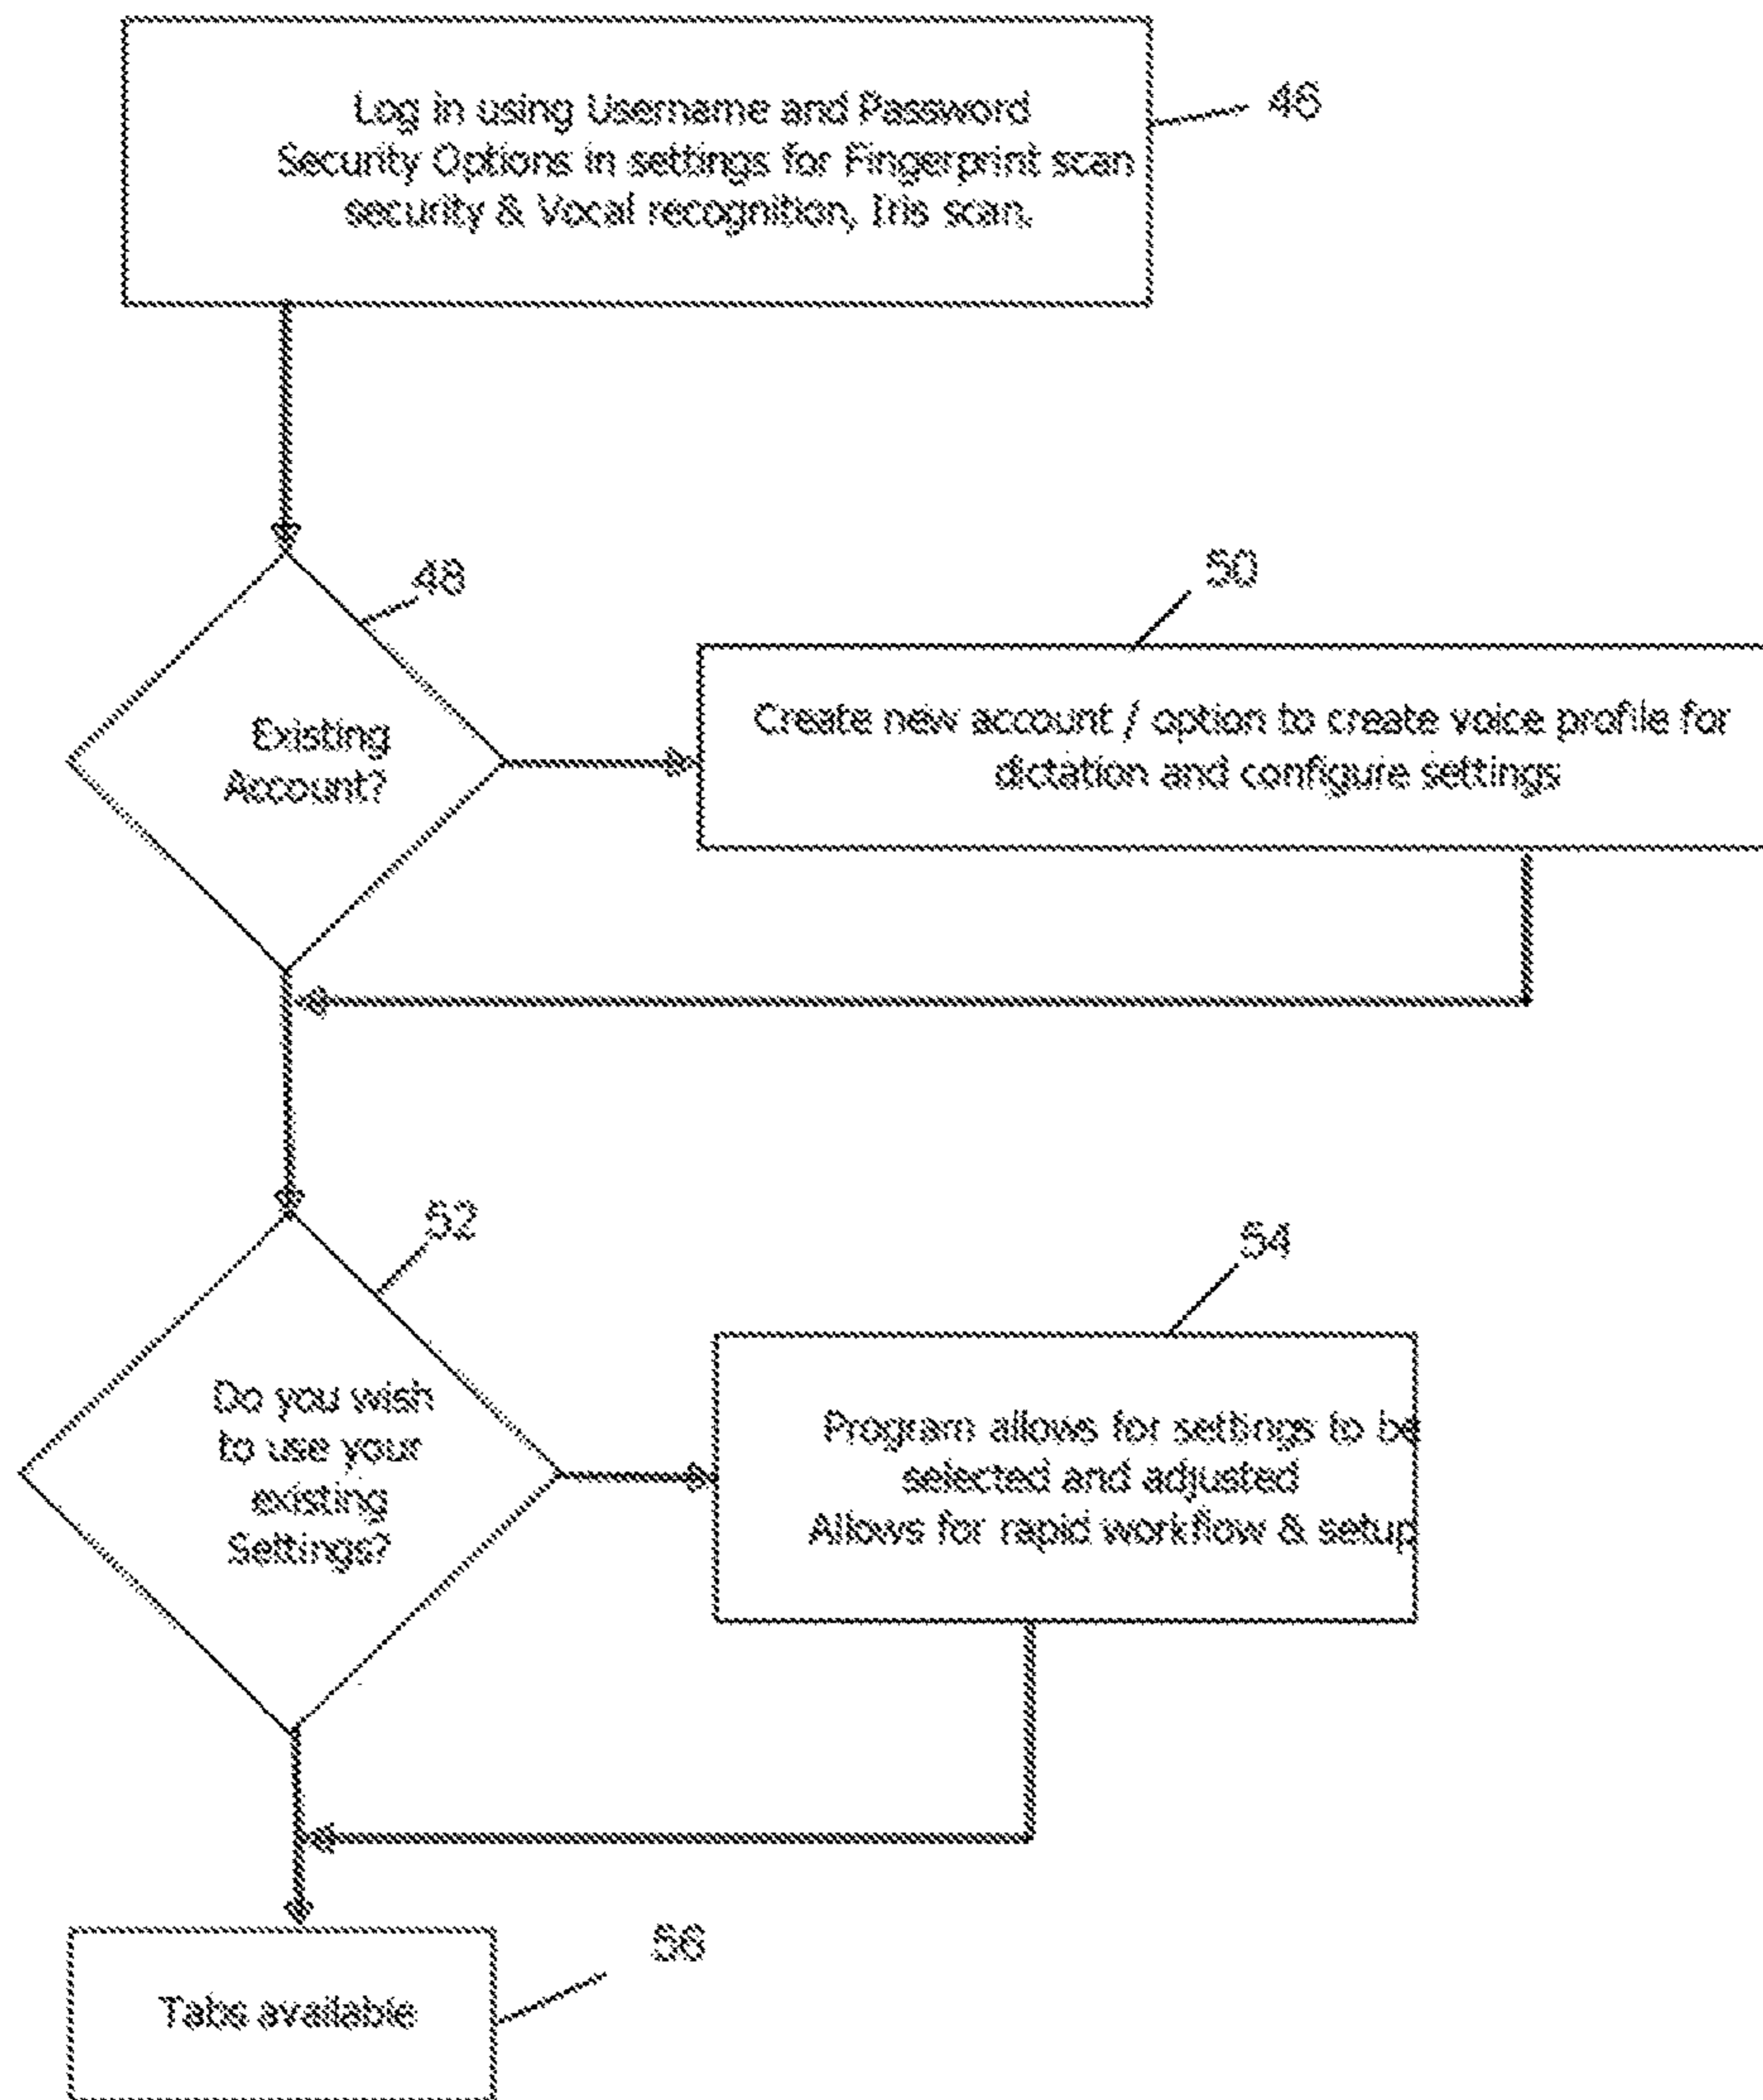 Log in using Username and Password
Security Options in settings for Fingerprint scan
security & Vocal recognition, Iris scan.
46
48
Existing
Account?
50
Create new account / option to create voice profile for
dictation and configure settings
52
Do you wish
to use your
existing
Settings?
54
Program allows for settings to be
selected and adjusted
Allows for rapid workflow & setup
56
Tabs available